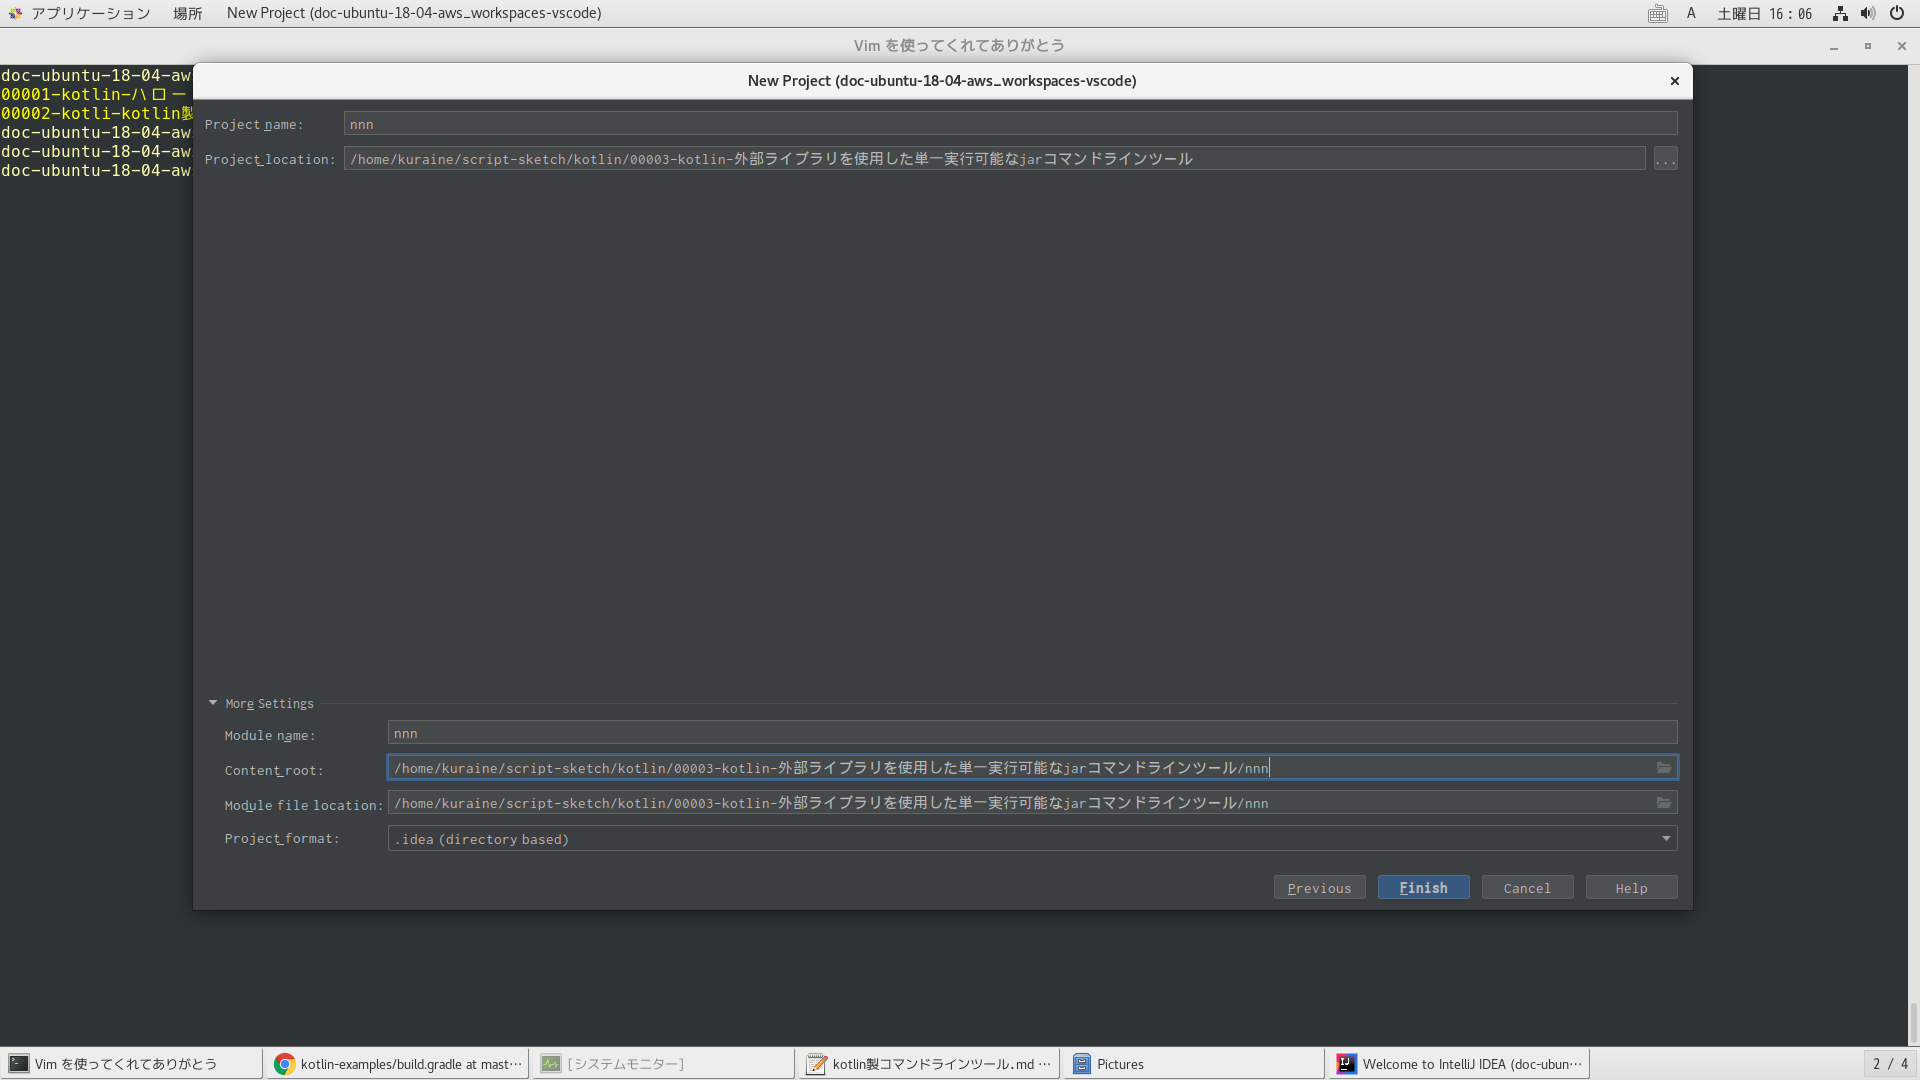 アプリケーション 場所 New Project (doc-ubuntu-18-04-aws_workspaces-vscode) A 土曜日 16 : 06
Vim を使ってくれてありがとう
doc-ubuntu-18-04-aw
00001-kotlin-ハロー
00002-kotli-kotlin製
doc-ubuntu-18-04-aw
doc-ubuntu-18-04-aw
doc-ubuntu-18-04-aw
New Project (doc-ubuntu-18-04-aws_workspaces-vscode)
Project name: nnn
Project location: /home/kuraine/script-sketch/kotlin/00003-kotlin-外部ライブラリを使用した単一実行可能なjarコマンドラインツール ...
More Settings
Module name: nnn
Content root: /home/kuraine/script-sketch/kotlin/00003-kotlin-外部ライブラリを使用した単一実行可能なjarコマンドラインツール/nnn
Module file location: /home/kuraine/script-sketch/kotlin/00003-kotlin-外部ライブラリを使用した単一実行可能なjarコマンドラインツール/nnn
Project format: .idea (directory based)
Previous Finish Cancel Help
Vim を使ってくれてありがとう kotlin-examples/build.gradle at mast… [システムモニター] kotlin製コマンドラインツール.md … Pictures Welcome to IntelliJ IDEA (doc-ubun… 2 / 4